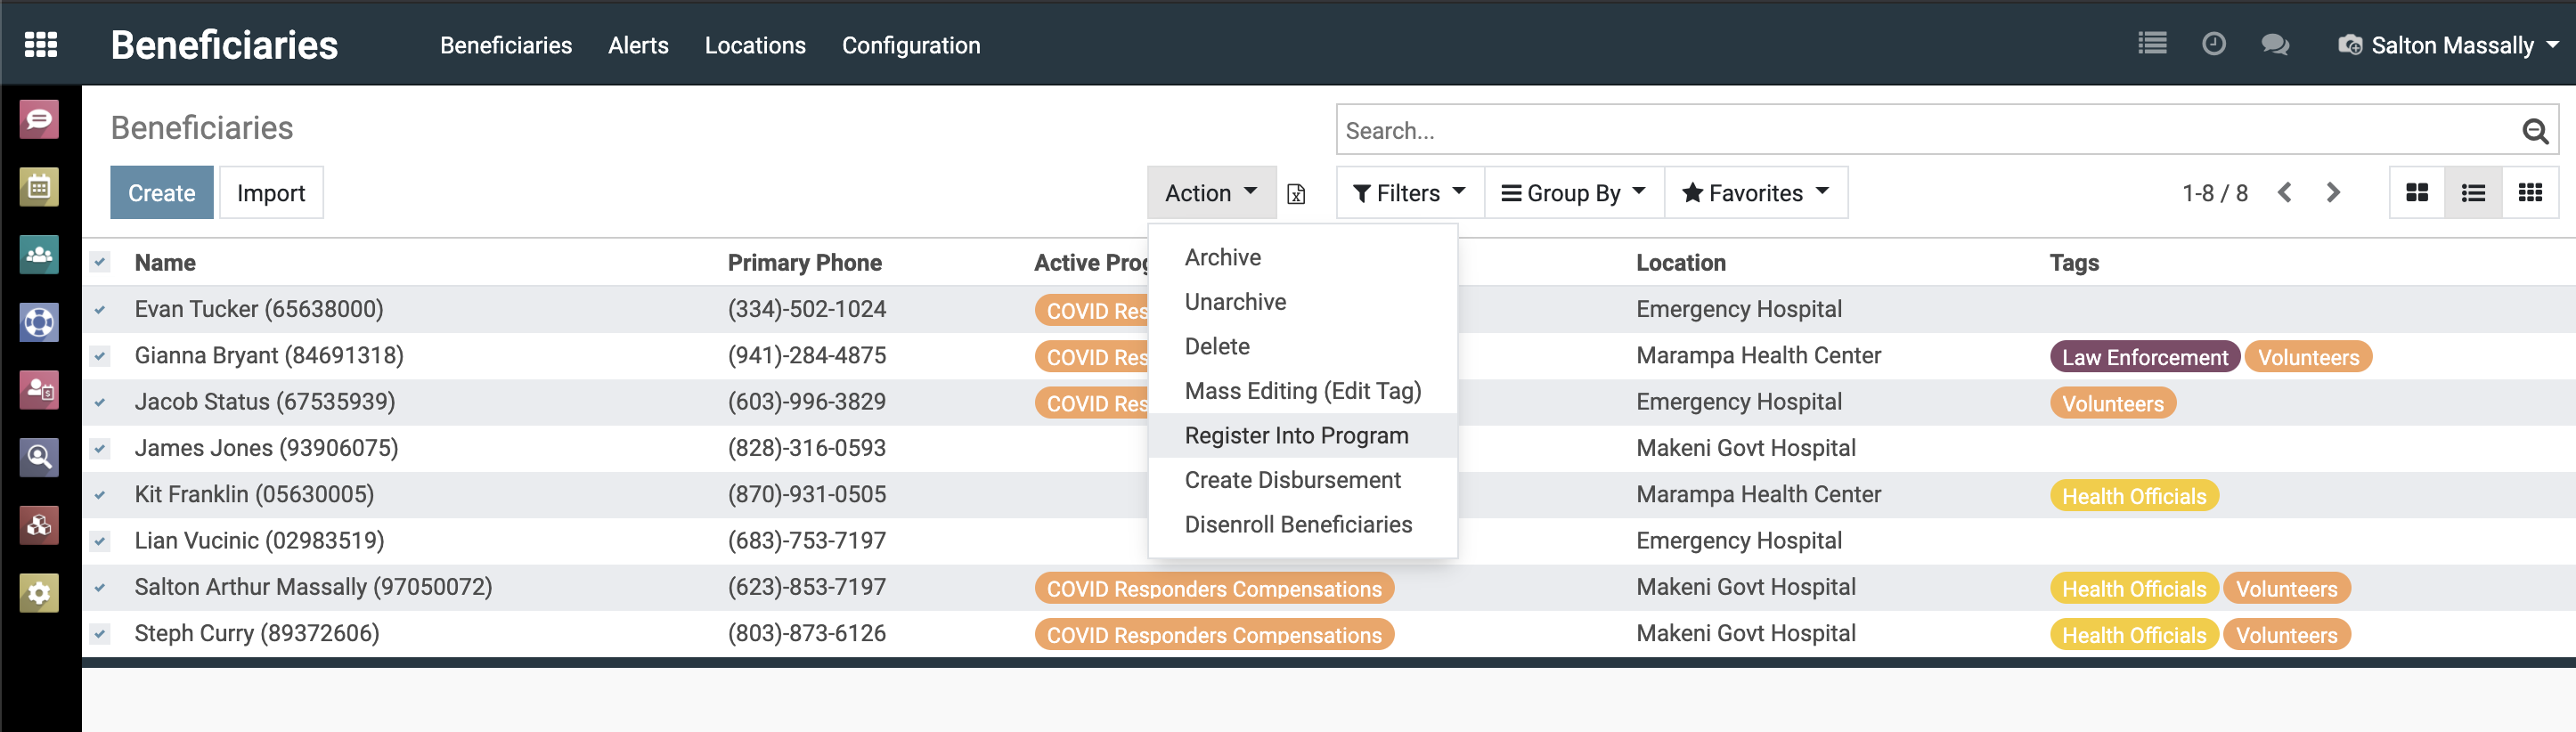 Beneficiaries Beneficiaries Alerts Locations Configuration Salton Massally
Beneficiaries
Search...
Create Import Action Filters Group By Favorites 1-8 / 8
Archive
Unarchive
Delete
Mass Editing (Edit Tag)
Register Into Program
Create Disbursement
Disenroll Beneficiaries
Name Primary Phone Active Prog Location Tags
Evan Tucker (65638000) (334)-502-1024 COVID Res Emergency Hospital
Gianna Bryant (84691318) (941)-284-4875 COVID Res Marampa Health Center Law Enforcement Volunteers
Jacob Status (67535939) (603)-996-3829 COVID Res Emergency Hospital Volunteers
James Jones (93906075) (828)-316-0593 Makeni Govt Hospital
Kit Franklin (05630005) (870)-931-0505 Marampa Health Center Health Officials
Lian Vucinic (02983519) (683)-753-7197 Emergency Hospital
Salton Arthur Massally (97050072) (623)-853-7197 COVID Responders Compensations Makeni Govt Hospital Health Officials Volunteers
Steph Curry (89372606) (803)-873-6126 COVID Responders Compensations Makeni Govt Hospital Health Officials Volunteers